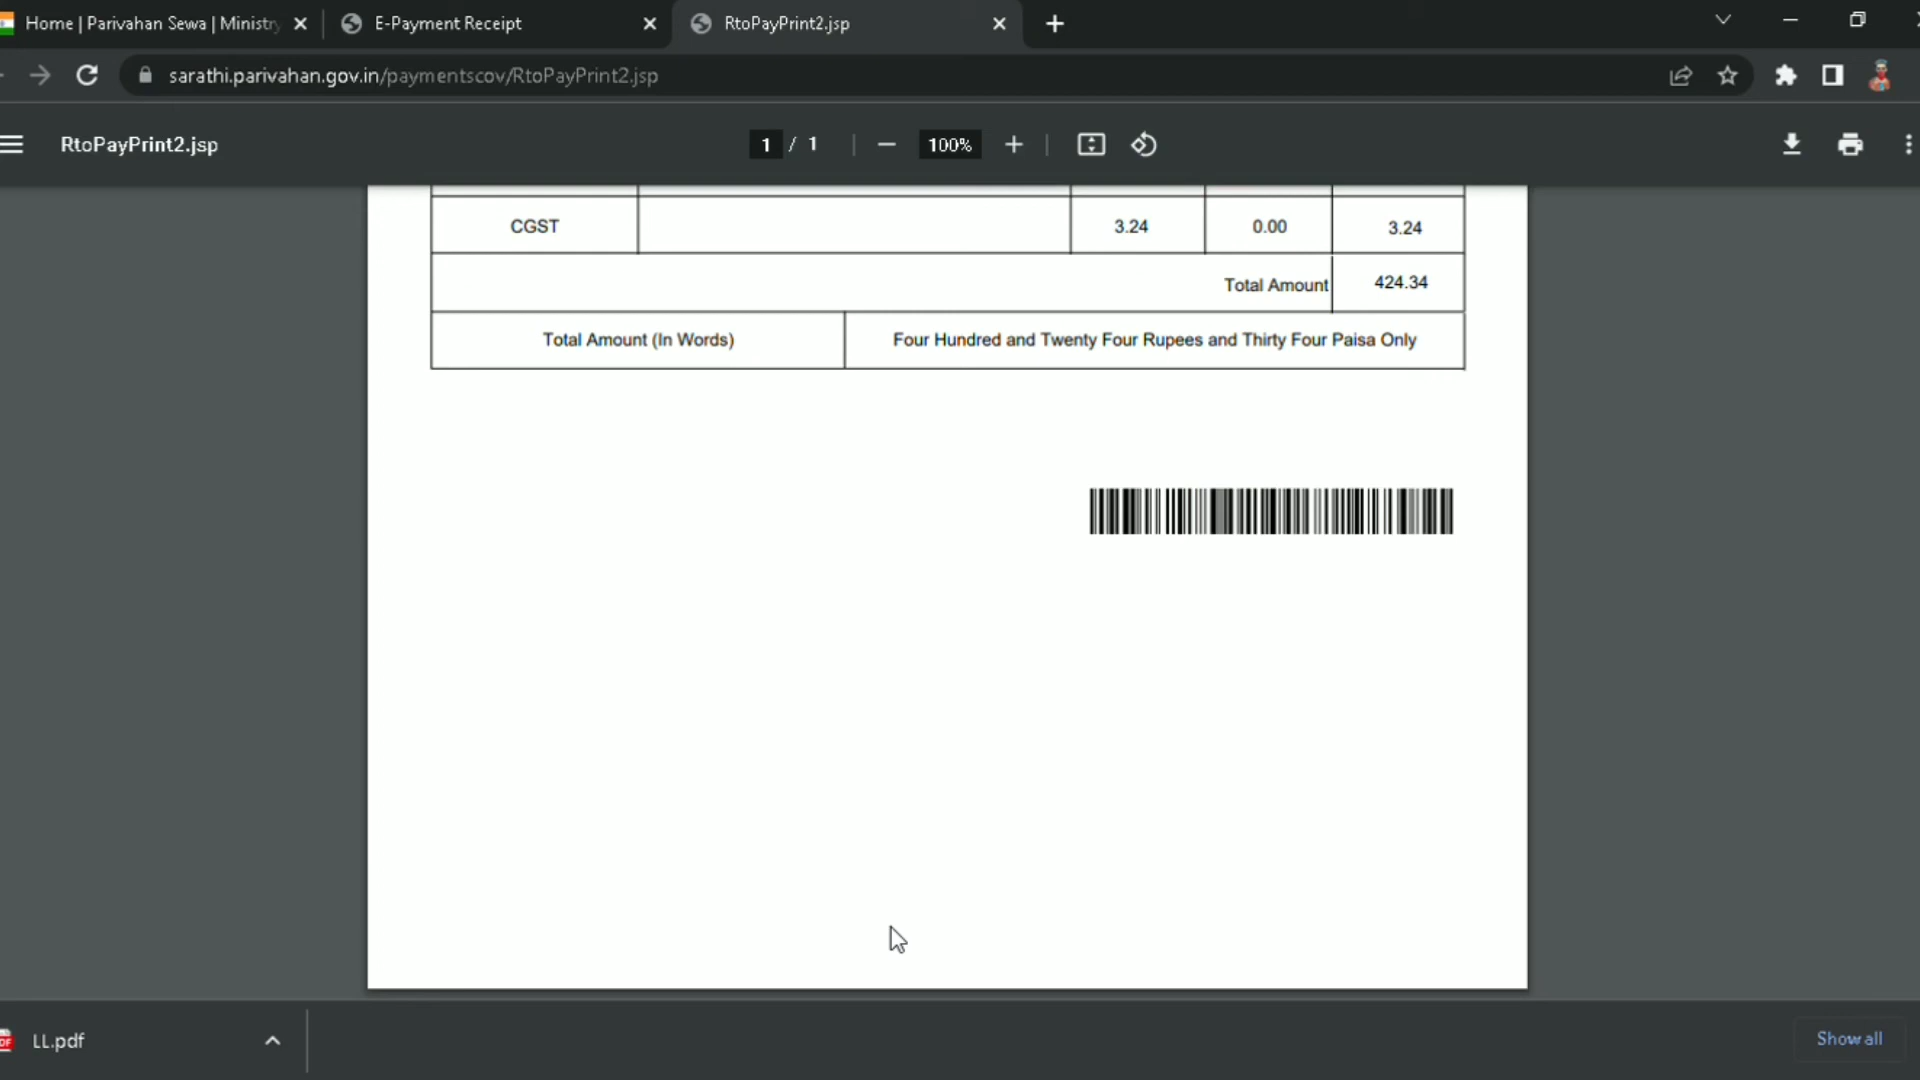 Home | Parivahan Sewa | Ministry
E-Payment Receipt
RtoPayPrint2.jsp
sarathi.parivahan.gov.in/paymentscov/RtoPayPrint2.jsp
RtoPayPrint2.jsp
1 / 1
100%
CGST 3.24 0.00 3.24
Total Amount 424.34
Total Amount (In Words) Four Hundred and Twenty Four Rupees and Thirty Four Paisa Only
LL.pdf
Show all